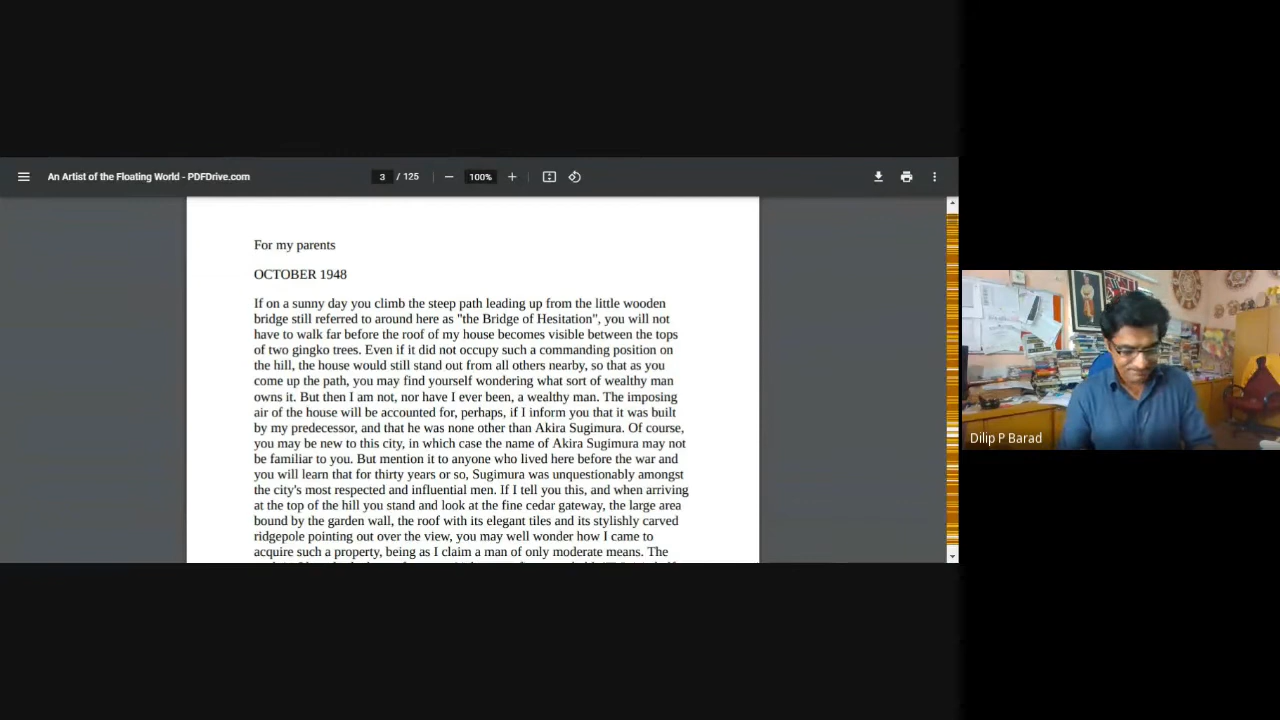 An Artist of the Floating World - PDFDrive.com
3 / 125
100%
For my parents
OCTOBER 1948
If on a sunny day you climb the steep path leading up from the little wooden
bridge still referred to around here as "the Bridge of Hesitation", you will not
have to walk far before the roof of my house becomes visible between the tops
of two gingko trees. Even if it did not occupy such a commanding position on
the hill, the house would still stand out from all others nearby, so that as you
come up the path, you may find yourself wondering what sort of wealthy man
owns it. But then I am not, nor have I ever been, a wealthy man. The imposing
air of the house will be accounted for, perhaps, if I inform you that it was built
by my predecessor, and that he was none other than Akira Sugimura. Of course,
you may be new to this city, in which case the name of Akira Sugimura may not
be familiar to you. But mention it to anyone who lived here before the war and
you will learn that for thirty years or so, Sugimura was unquestionably amongst
the city's most respected and influential men. If I tell you this, and when arriving
at the top of the hill you stand and look at the fine cedar gateway, the large area
bound by the garden wall, the roof with its elegant tiles and its stylishly carved
ridgepole pointing out over the view, you may well wonder how I came to
acquire such a property, being as I claim a man of only moderate means. The
Dilip P Barad